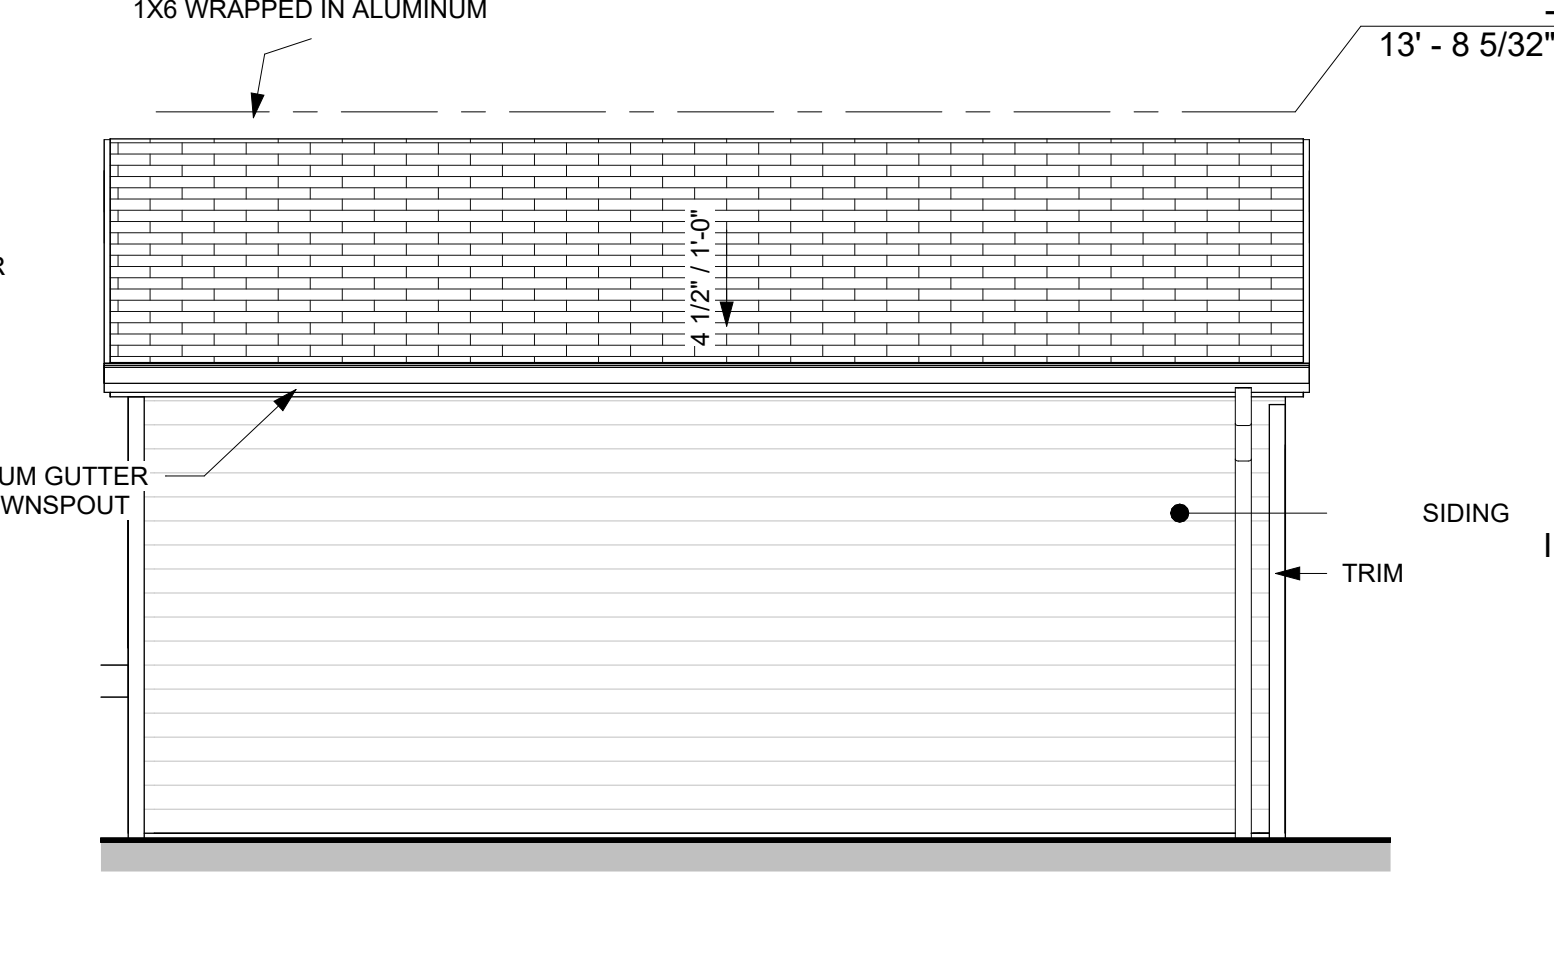 1X6 WRAPPED IN ALUMINUM
13' - 8 5/32"
R
4 1/2" / 1'-0"
UM GUTTER
WNSPOUT
SIDING
TRIM